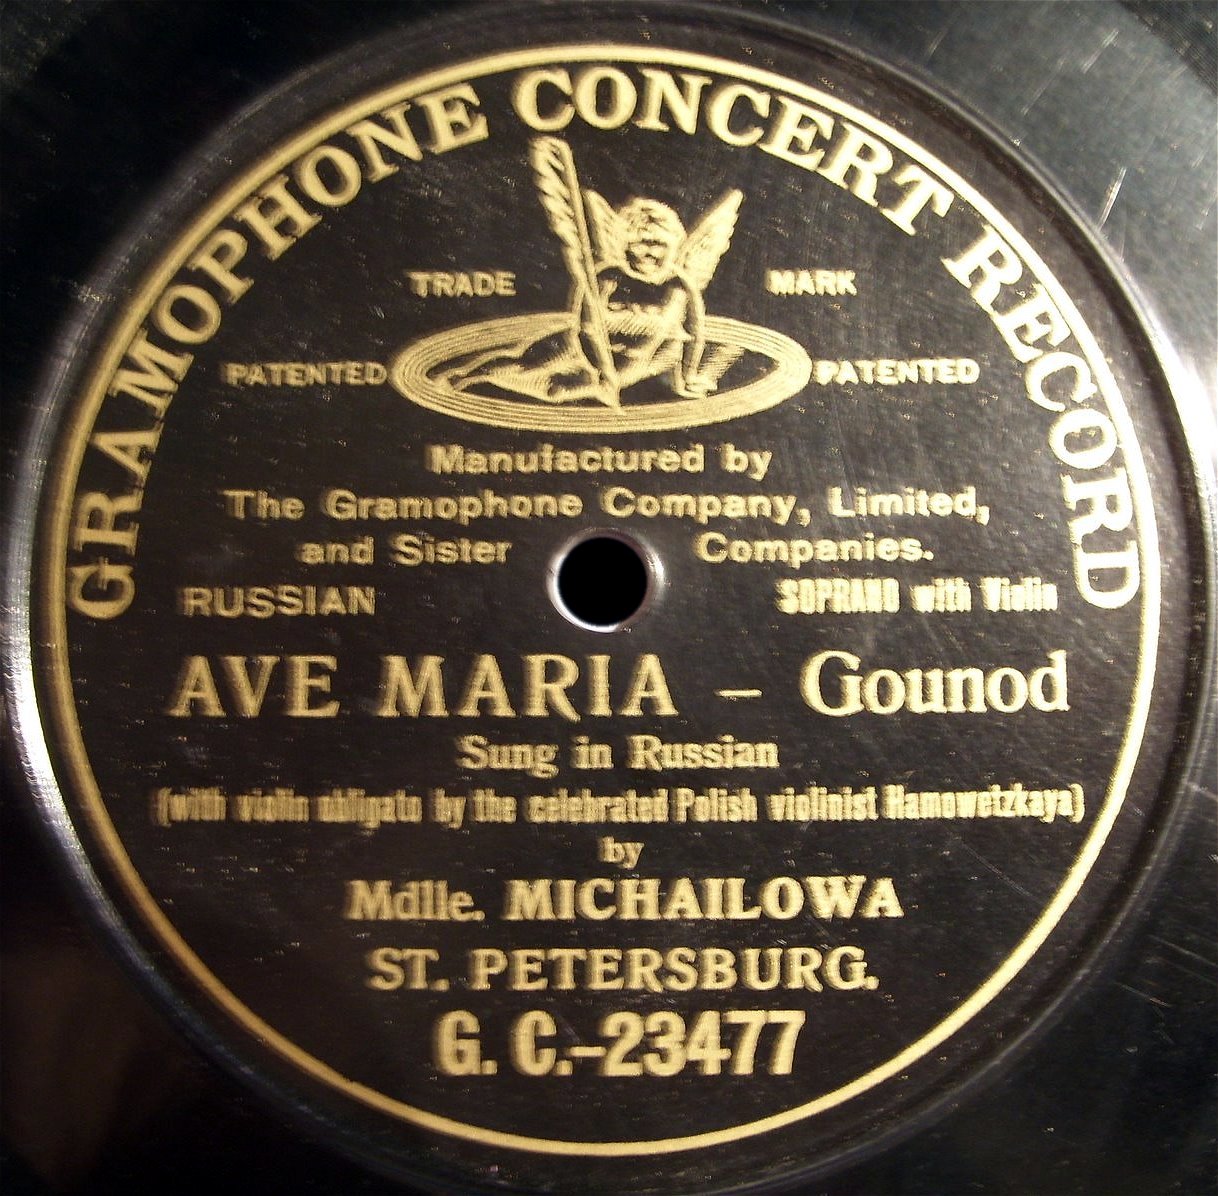 GRAMOPHONE CONCERT RECORD
TRADE MARK
PATENTED PATENTED
Manufactured by
The Gramophone Company, Limited,
and Sister Companies.
RUSSIAN SOPRANO with Violin
AVE MARIA – Gounod
Sung in Russian
(with violin obligato by the celebrated Polish violinist Hamoweizkaya)
by
Mdlle. MICHAILOWA
ST. PETERSBURG.
G. C.–23477